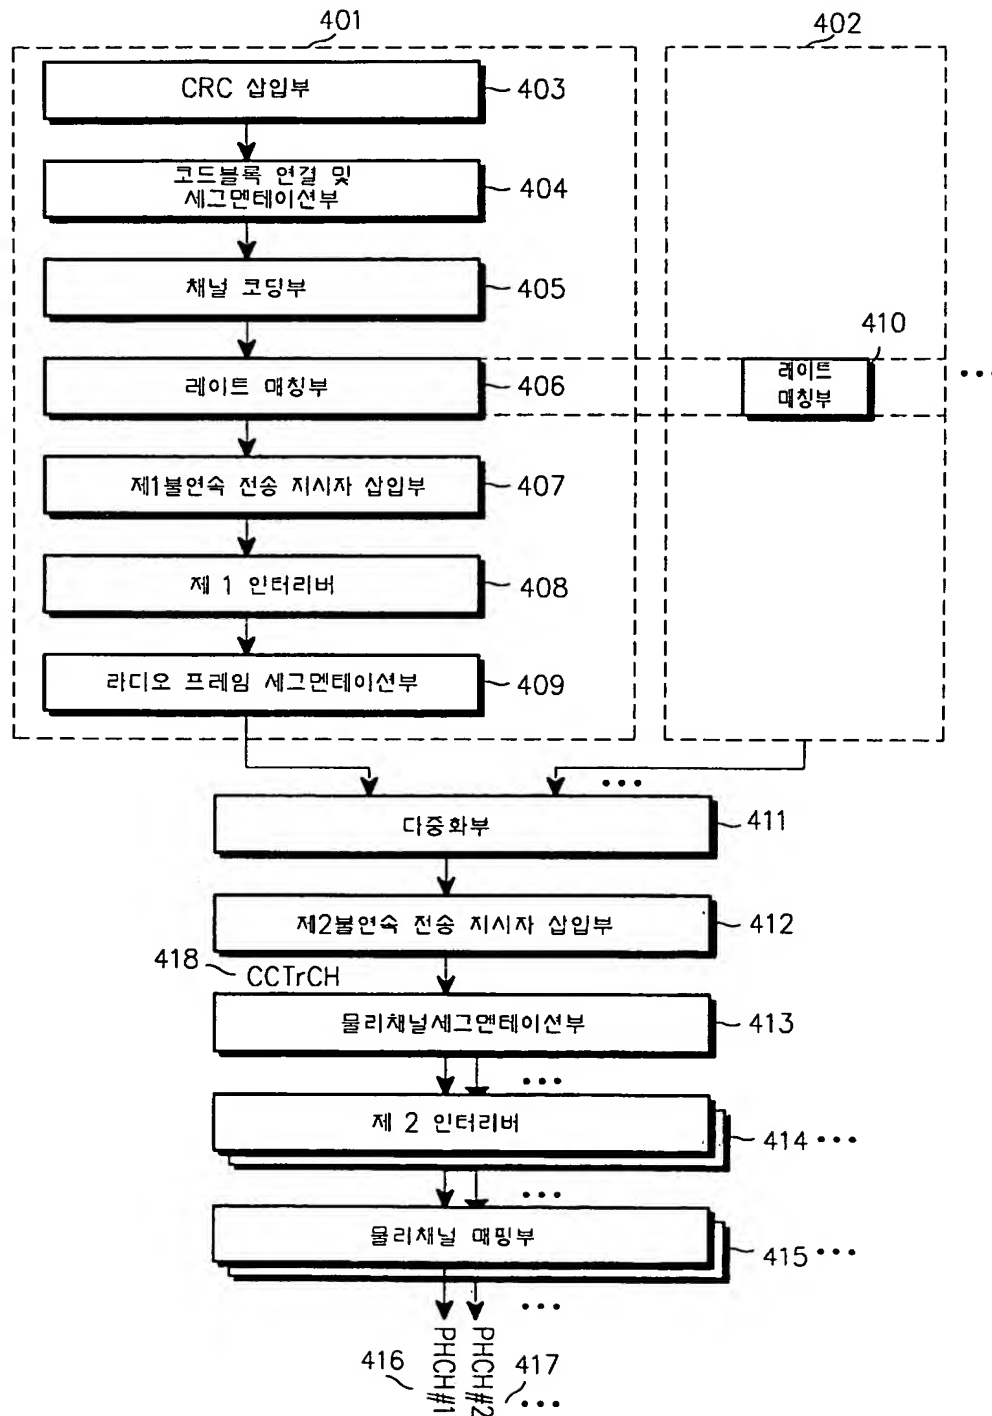 401
402
CRC 삽입부
403
코드블록 연결 및
세그멘테이션부
404
채널 코딩부
405
410
레이트 매칭부
406
레이트
매칭부
...
제1불연속 전송 지시자 삽입부
407
제 1 인터리버
408
라디오 프레임 세그멘테이션부
409
...
다중화부
411
제2불연속 전송 지시자 삽입부
412
418
CCTrCH
물리채널세그멘테이션부
413
...
제 2 인터리버
414 ...
...
물리채널 매핑부
415 ...
...
416
PHCH#1
PHCH#2
417
...